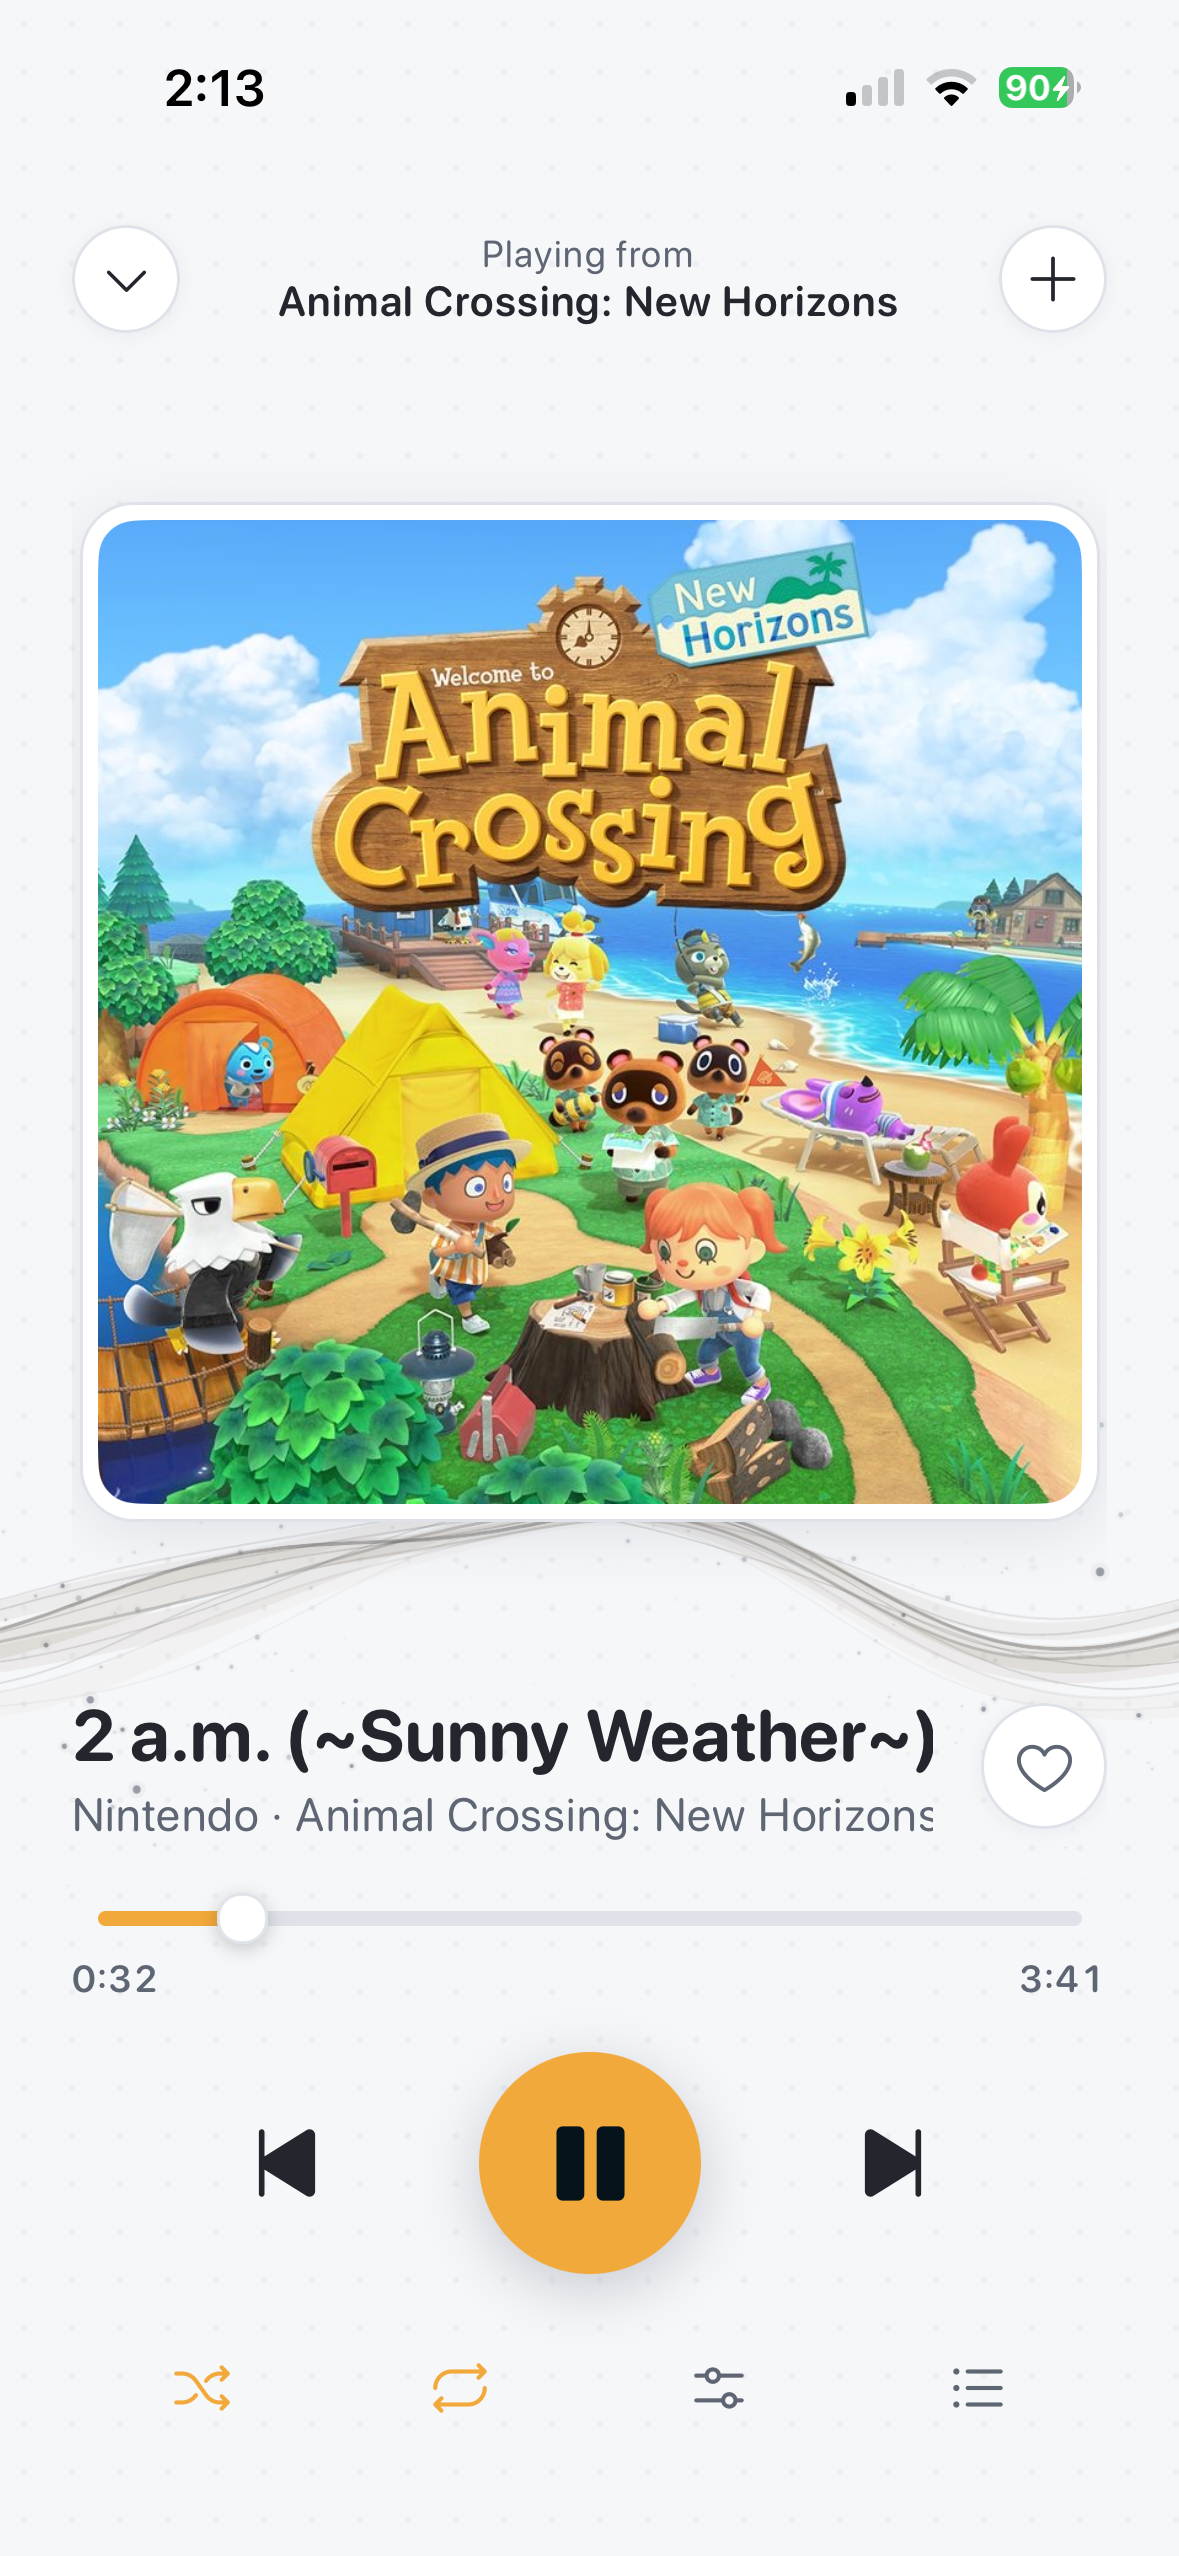 2:13
90
Playing from
Animal Crossing: New Horizons
New
Horizons
Welcome to
Animal
Crossing
2 a.m. (~Sunny Weather~)
Nintendo · Animal Crossing: New Horizons
0:32
3:41